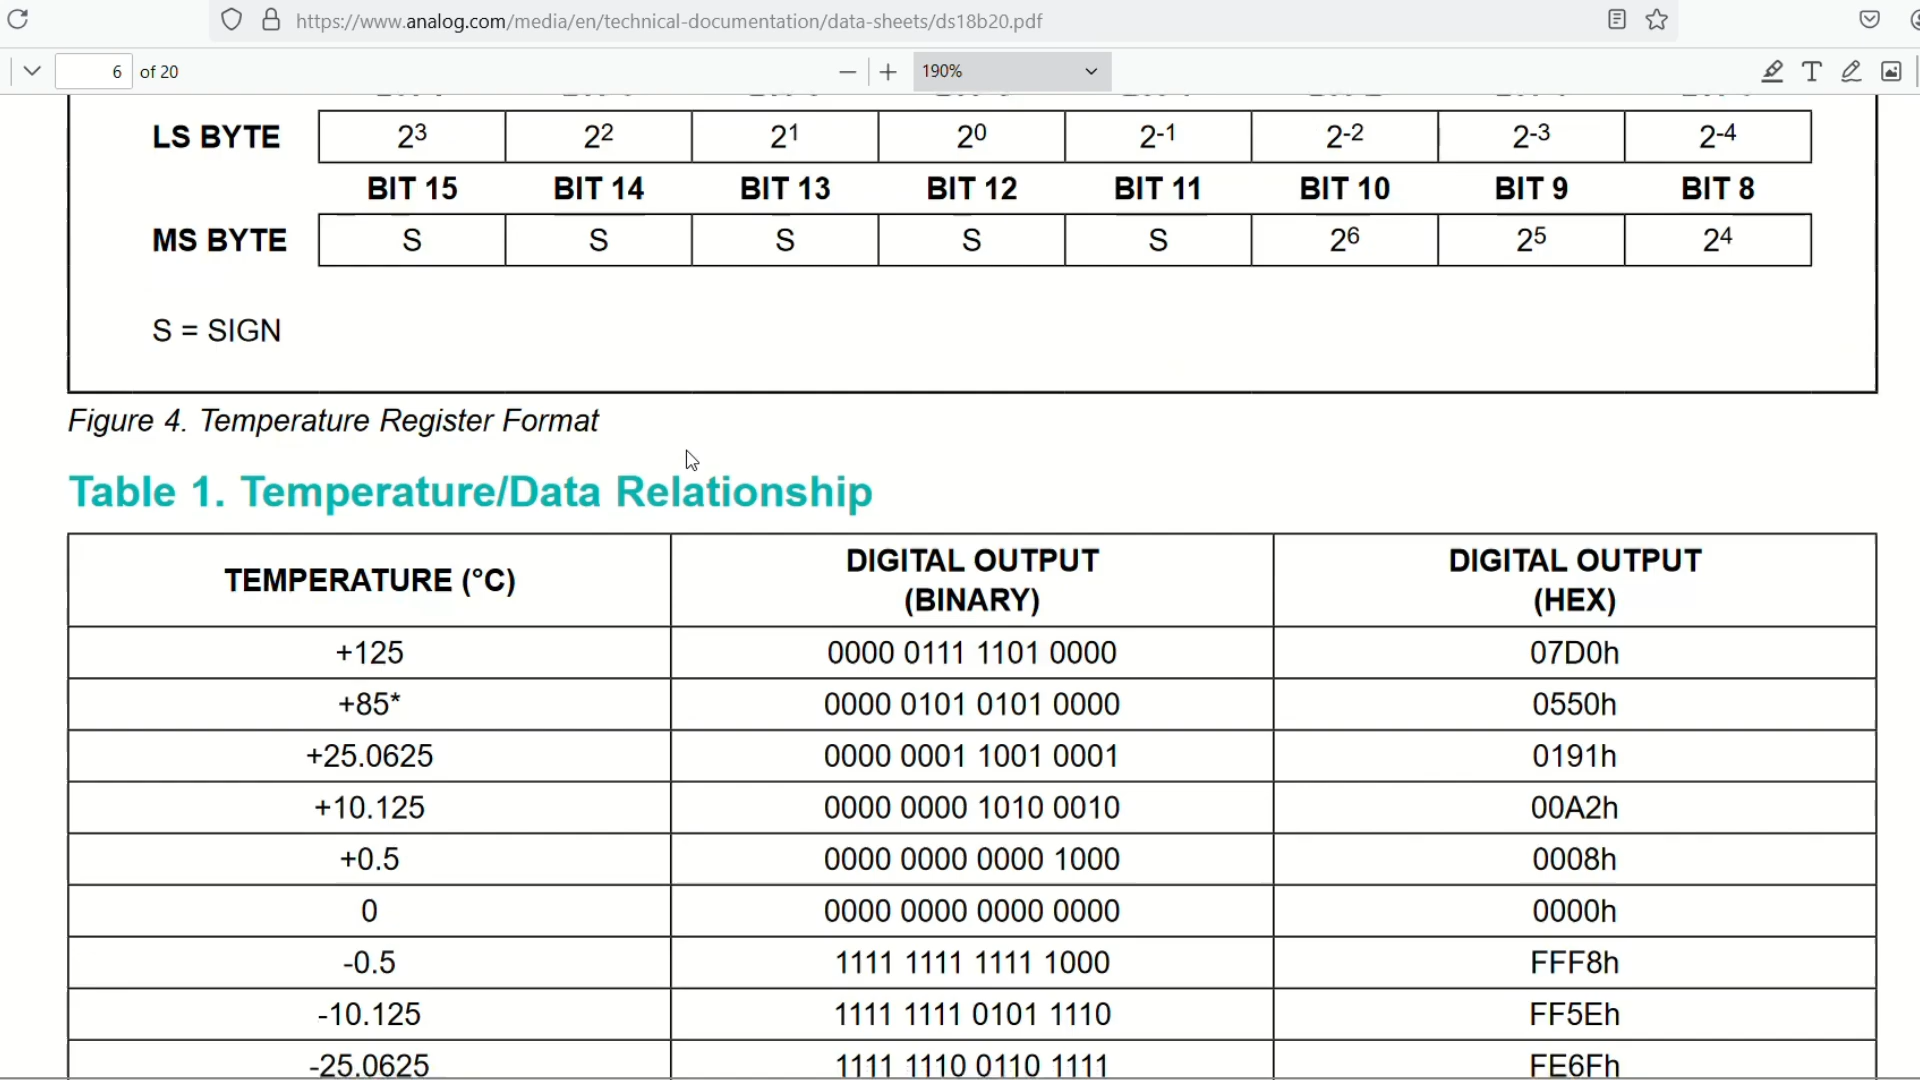 https://www.analog.com/media/en/technical-documentation/data-sheets/ds18b20.pdf
6 of 20
190%
LS BYTE 2³ 2² 2¹ 2⁰ 2⁻¹ 2⁻² 2⁻³ 2⁻⁴
BIT 15 BIT 14 BIT 13 BIT 12 BIT 11 BIT 10 BIT 9 BIT 8
MS BYTE S S S S S 2⁶ 2⁵ 2⁴
S = SIGN
Figure 4. Temperature Register Format
Table 1. Temperature/Data Relationship
TEMPERATURE (°C) DIGITAL OUTPUT (BINARY) DIGITAL OUTPUT (HEX)
+125 0000 0111 1101 0000 07D0h
+85* 0000 0101 0101 0000 0550h
+25.0625 0000 0001 1001 0001 0191h
+10.125 0000 0000 1010 0010 00A2h
+0.5 0000 0000 0000 1000 0008h
0 0000 0000 0000 0000 0000h
-0.5 1111 1111 1111 1000 FFF8h
-10.125 1111 1111 0101 1110 FF5Eh
-25.0625 1111 1110 0110 1111 FE6Fh